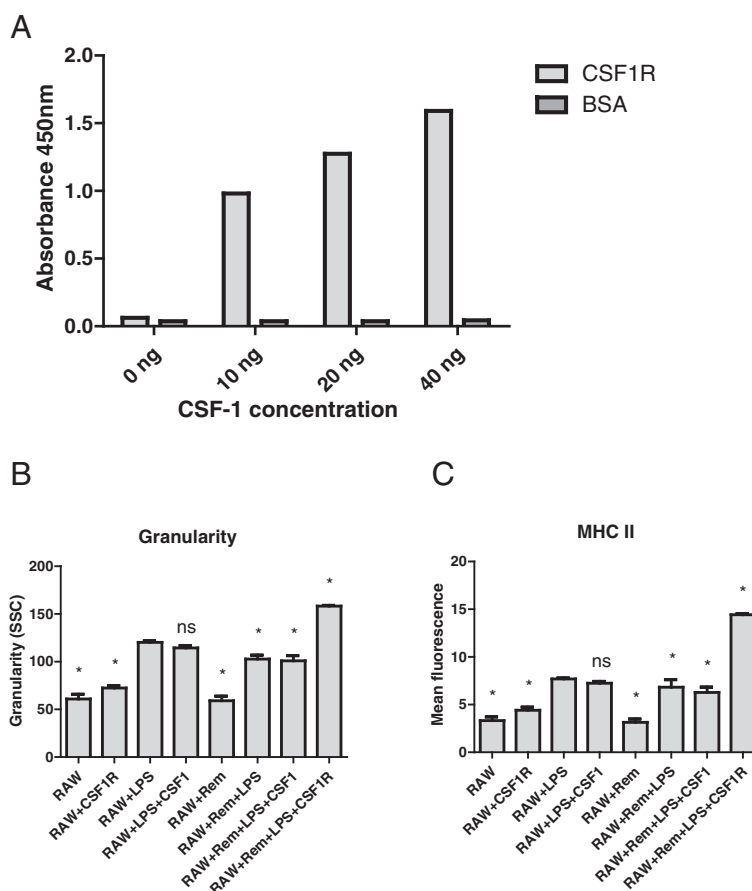 A
Absorbance 450nm
2.0
1.5
1.0
0.5
0.0
CSF1R
BSA
0 ng
10 ng
20 ng
40 ng
CSF-1 concentration
B
Granularity
Granularity (SSC)
200
150
100
50
0
*
*
ns
*
*
*
*
RAW
RAW+CSF1R
RAW+LPS
RAW+LPS+CSF1
RAW+Rem
RAW+Rem+LPS
RAW+Rem+LPS+CSF1
RAW+Rem+LPS+CSF1R
C
MHC II
Mean fluorescence
20
15
10
5
0
*
*
ns
*
*
*
*
RAW
RAW+CSF1R
RAW+LPS
RAW+LPS+CSF1
RAW+Rem
RAW+Rem+LPS
RAW+Rem+LPS+CSF1
RAW+Rem+LPS+CSF1R